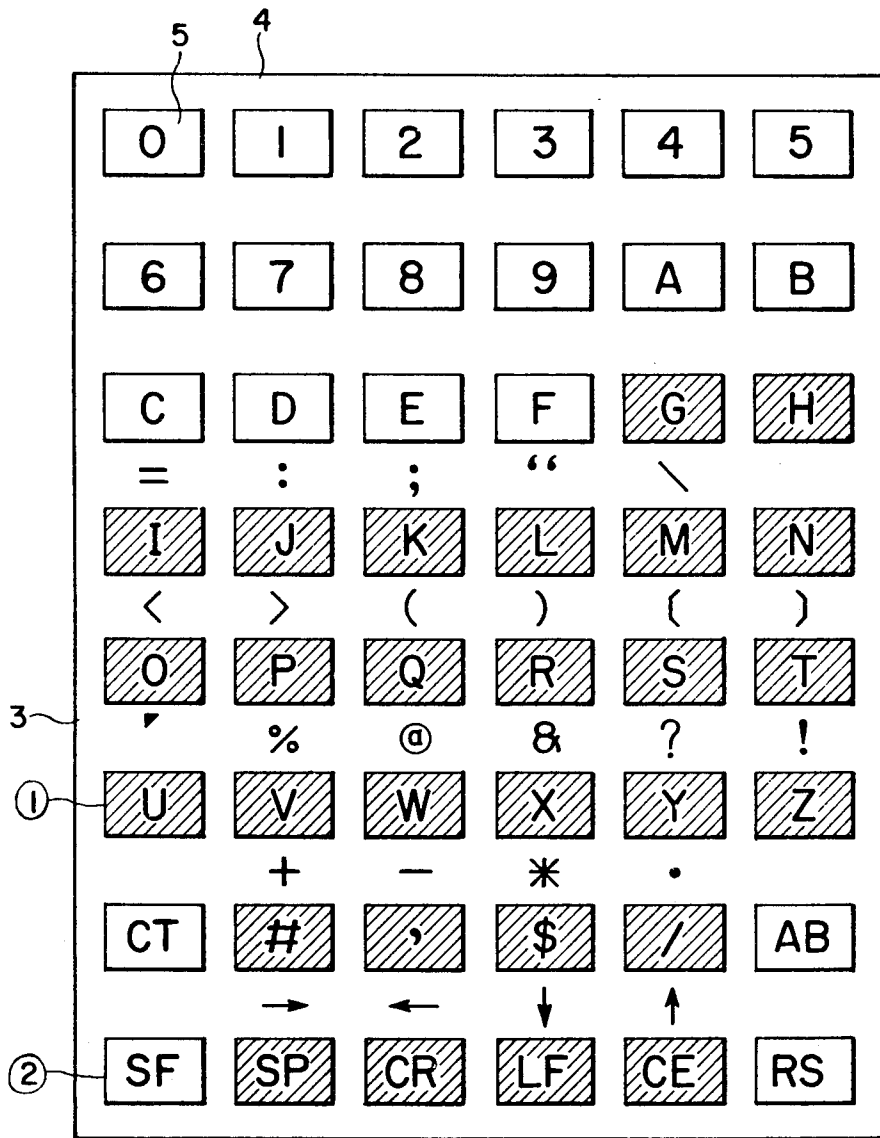 5 4
0 1 2 3 4 5
6 7 8 9 A B
C D E F G H
= : ; “ \
I J K L M N
< > ( ) ( )
O P Q R S T
3
' % @ & ? !
① U V W X Y Z
+ − * •
CT # , $ / AB
→ ← ↓ ↑
② SF SP CR LF CE RS